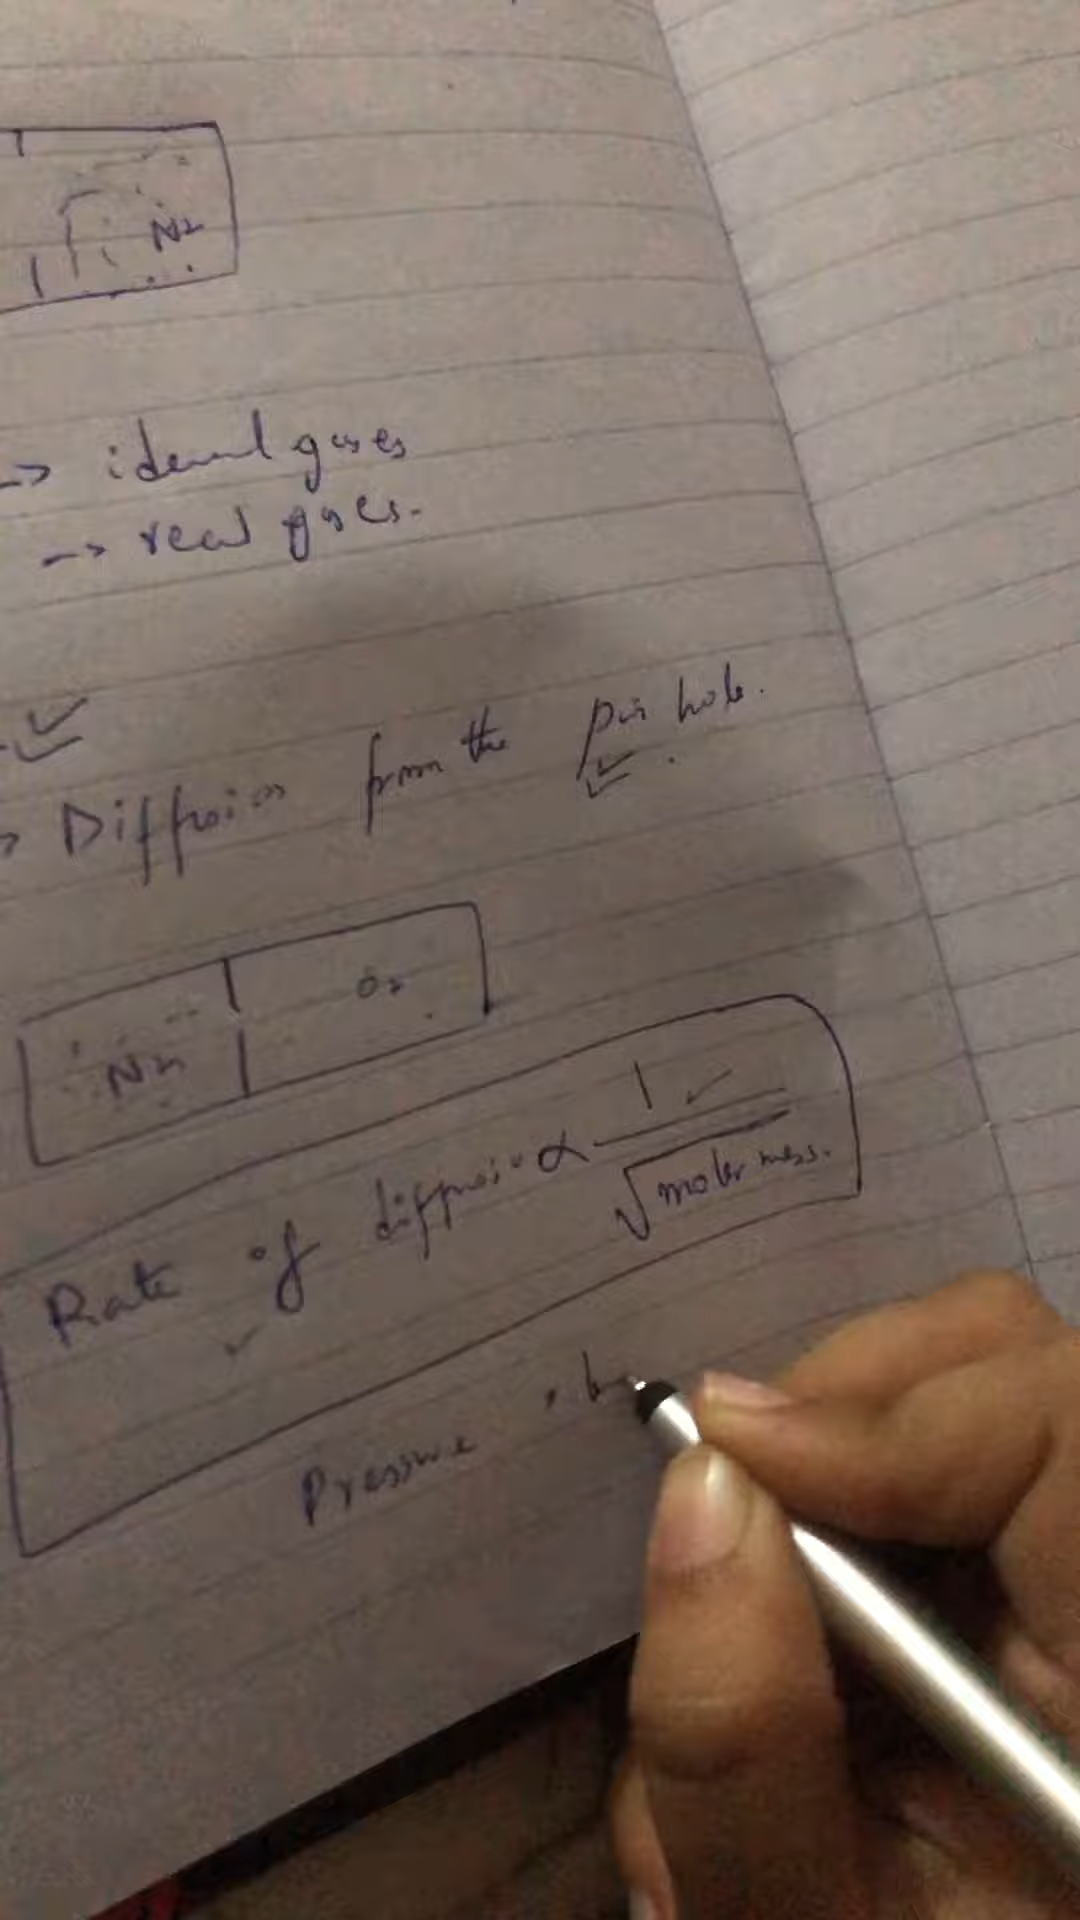 N2
→ ideal gases
→ real gases.
Diffusion from the pin hole.
O2
N2
Rate of diffusion ∝ 1
√molar mass.
Pressure